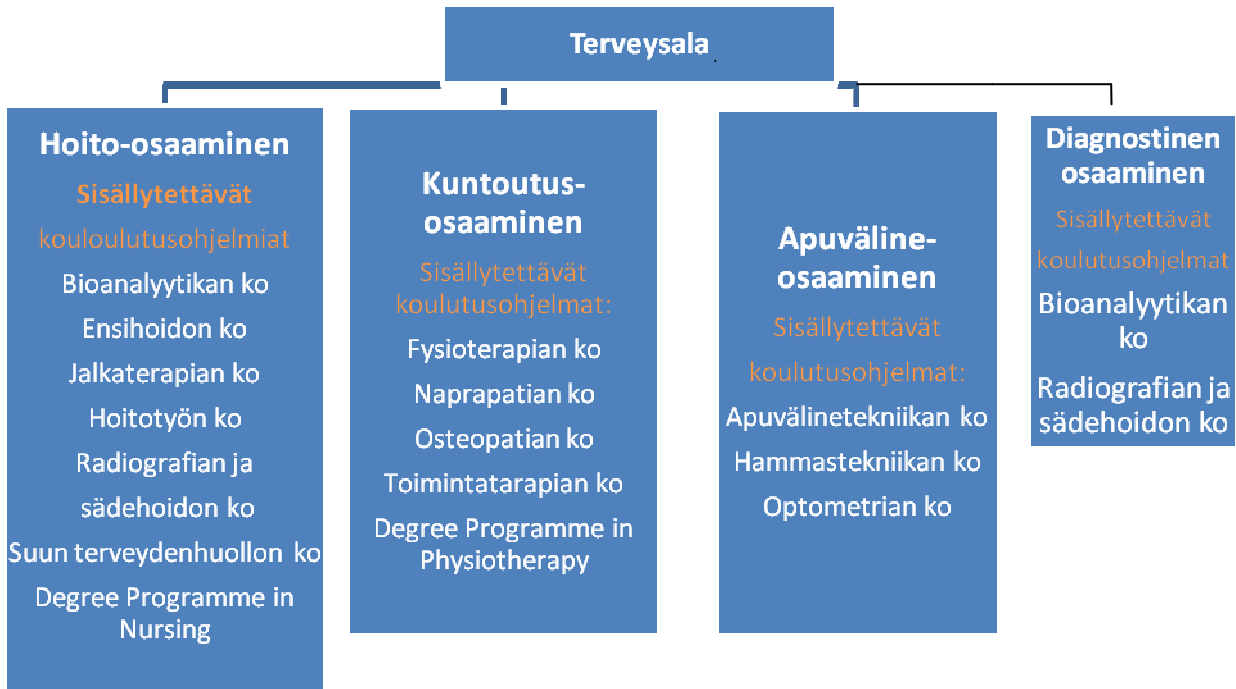 Terveysala
Hoito-osaaminen
Sisällytettävät
kouloulutusohjelmiat
Bioanalyytikan ko
Ensihoidon ko
Jalkaterapian ko
Hoitotyön ko
Radiografian ja
sädehoidon ko
Suun terveydenhuollon ko
Degree Programme in
Nursing
Kuntoutus-
osaaminen
Sisällytettävät
koulutusohjelmat:
Fysioterapian ko
Naprapatian ko
Osteopatian ko
Toimintatarapian ko
Degree Programme in
Physiotherapy
Apuväline-
osaaminen
Sisällytettävät
koulutusohjelmat:
Apuvälinetekniikan ko
Hammastekniikan ko
Optometrian ko
Diagnostinen
osaaminen
Sisällytettävät
koulutusohjelmat
Bioanalyytikan
ko
Radiografian ja
sädehoidon ko